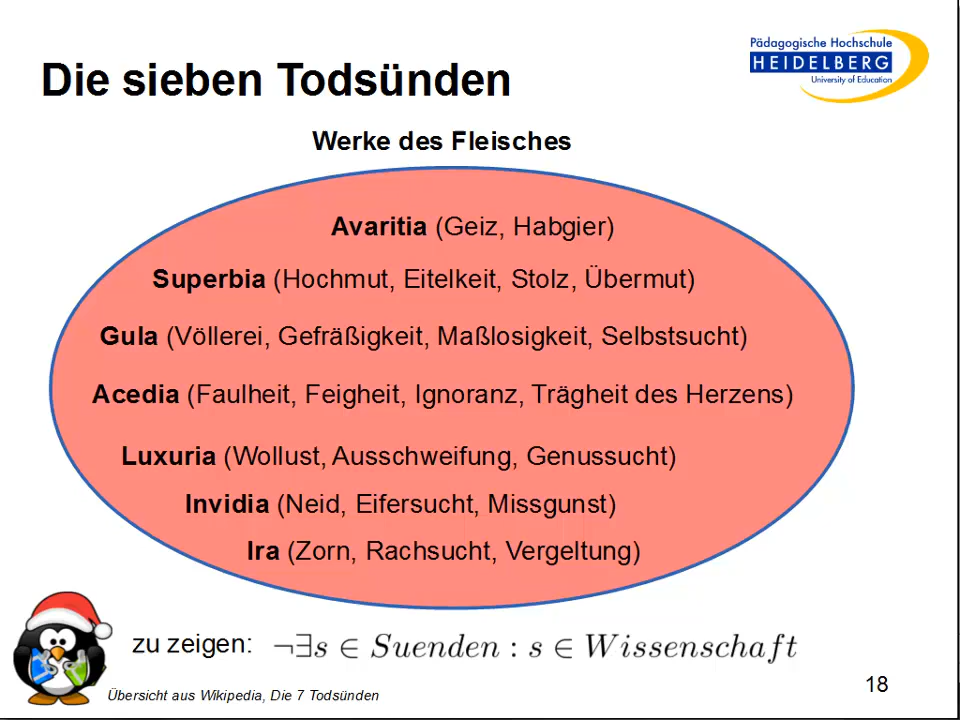 Pädagogische Hochschule
HEIDELBERG
University of Education
Die sieben Todsünden
Werke des Fleisches
Avaritia (Geiz, Habgier)
Superbia (Hochmut, Eitelkeit, Stolz, Übermut)
Gula (Völlerei, Gefräßigkeit, Maßlosigkeit, Selbstsucht)
Acedia (Faulheit, Feigheit, Ignoranz, Trägheit des Herzens)
Luxuria (Wollust, Ausschweifung, Genussucht)
Invidia (Neid, Eifersucht, Missgunst)
Ira (Zorn, Rachsucht, Vergeltung)
zu zeigen: ¬∃s ∈ Suenden : s ∈ Wissenschaft
Übersicht aus Wikipedia, Die 7 Todsünden
18